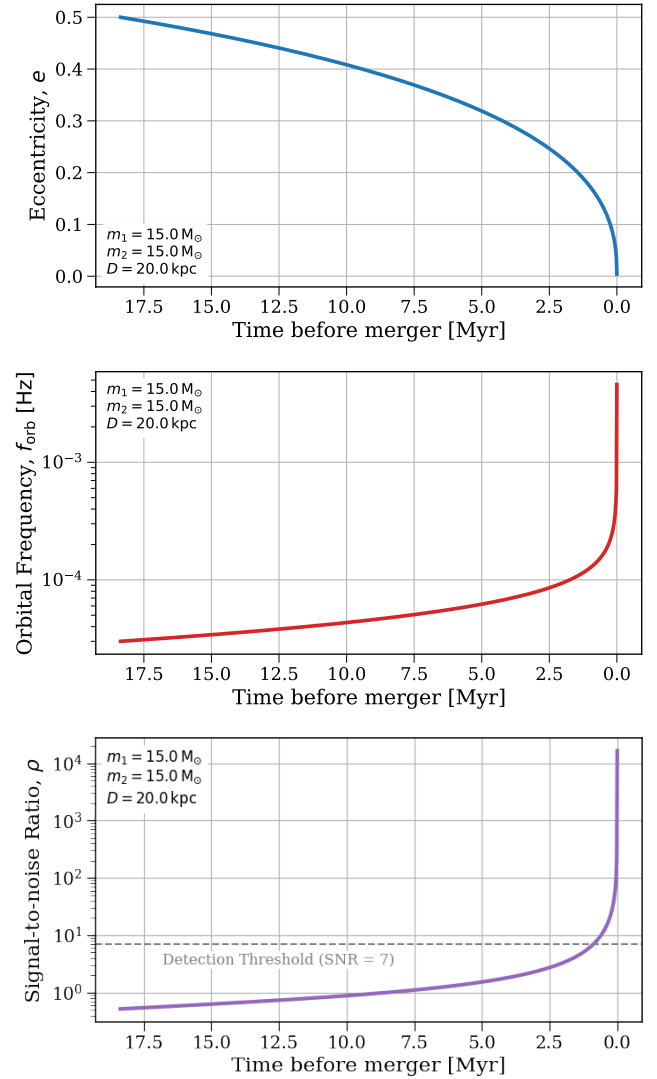 Eccentricity, e
0.5
0.4
0.3
0.2
0.1
0.0
m₁ = 15.0 M☉
m₂ = 15.0 M☉
D = 20.0 kpc
17.5 15.0 12.5 10.0 7.5 5.0 2.5 0.0
Time before merger [Myr]
Orbital Frequency, f_orb [Hz]
10⁻³
10⁻⁴
m₁ = 15.0 M☉
m₂ = 15.0 M☉
D = 20.0 kpc
17.5 15.0 12.5 10.0 7.5 5.0 2.5 0.0
Time before merger [Myr]
Signal-to-noise Ratio, ρ
10⁴
10³
10²
10¹
10⁰
m₁ = 15.0 M☉
m₂ = 15.0 M☉
D = 20.0 kpc
Detection Threshold (SNR = 7)
17.5 15.0 12.5 10.0 7.5 5.0 2.5 0.0
Time before merger [Myr]